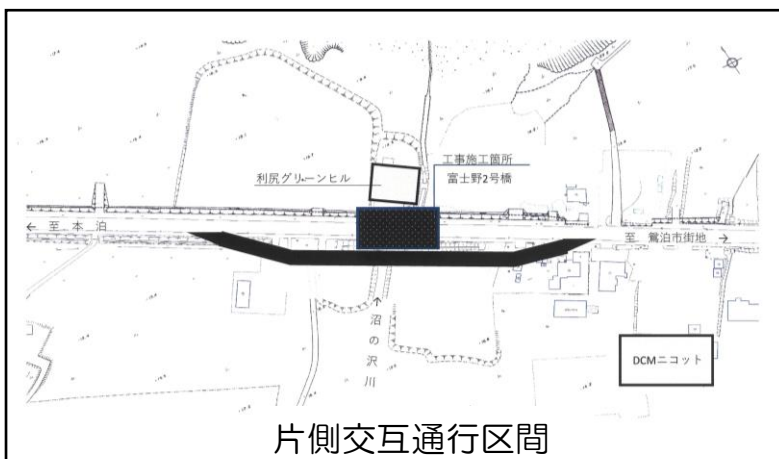 利尻グリーンヒル
工事施工箇所
富士野2号橋
← 至 本 泊
至 鴛泊市街地 →
↑沼の沢川
DCMニコット
片側交互通行区間